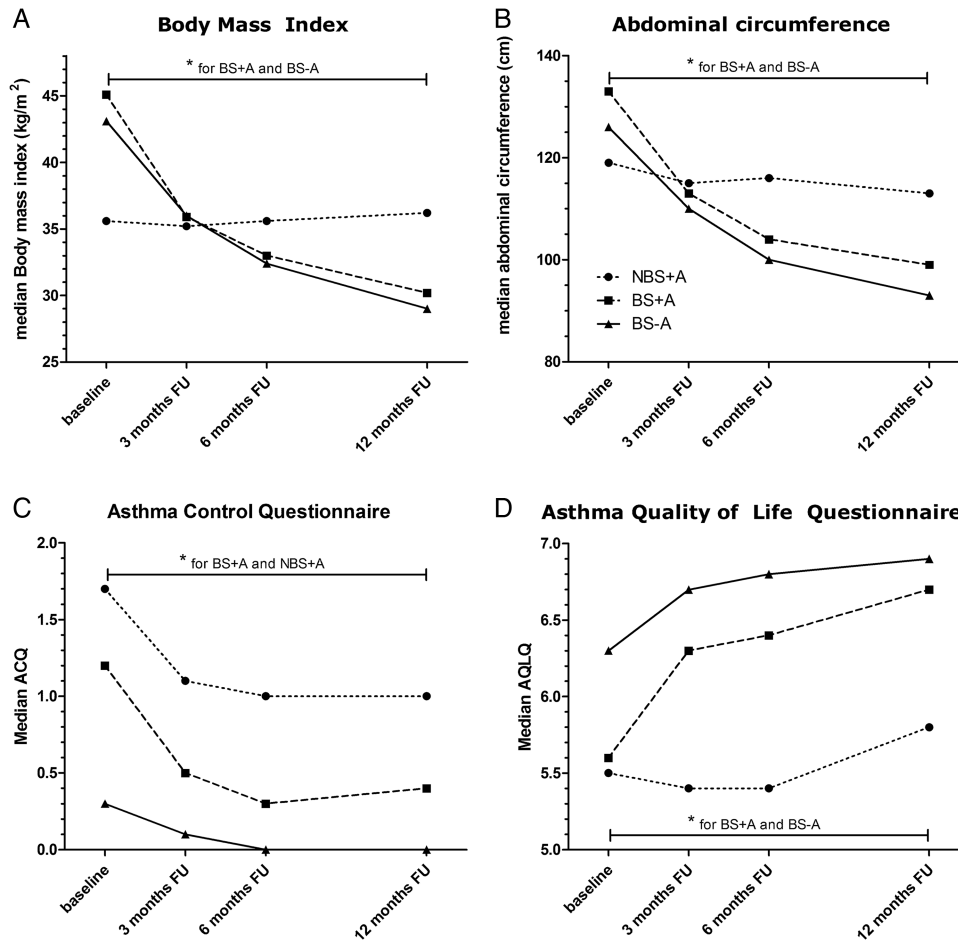 A
Body Mass Index
* for BS+A and BS-A
median Body mass index (kg/m²)
45
40
35
30
25
baseline
3 months FU
6 months FU
12 months FU
B
Abdominal circumference
* for BS+A and BS-A
median abdominal circumference (cm)
140
120
100
80
NBS+A
BS+A
BS-A
baseline
3 months FU
6 months FU
12 months FU
C
Asthma Control Questionnaire
* for BS+A and NBS+A
Median ACQ
2.0
1.5
1.0
0.5
0.0
baseline
3 months FU
6 months FU
12 months FU
D
Asthma Quality of Life Questionnaire
Median AQLQ
7.0
6.5
6.0
5.5
5.0
* for BS+A and BS-A
baseline
3 months FU
6 months FU
12 months FU